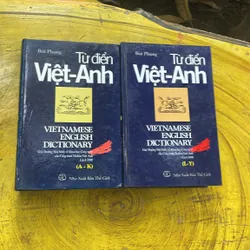 Bùi Phụng
Từ điển
Việt-Anh
VIETNAMESE
ENGLISH
DICTIONARY
(A - K)
Nhà Xuất Bản Thế Giới
Bùi Phụng
Từ điển
Việt-Anh
VIETNAMESE
ENGLISH
DICTIONARY
(L-Y)
Nhà Xuất Bản Thế Giới